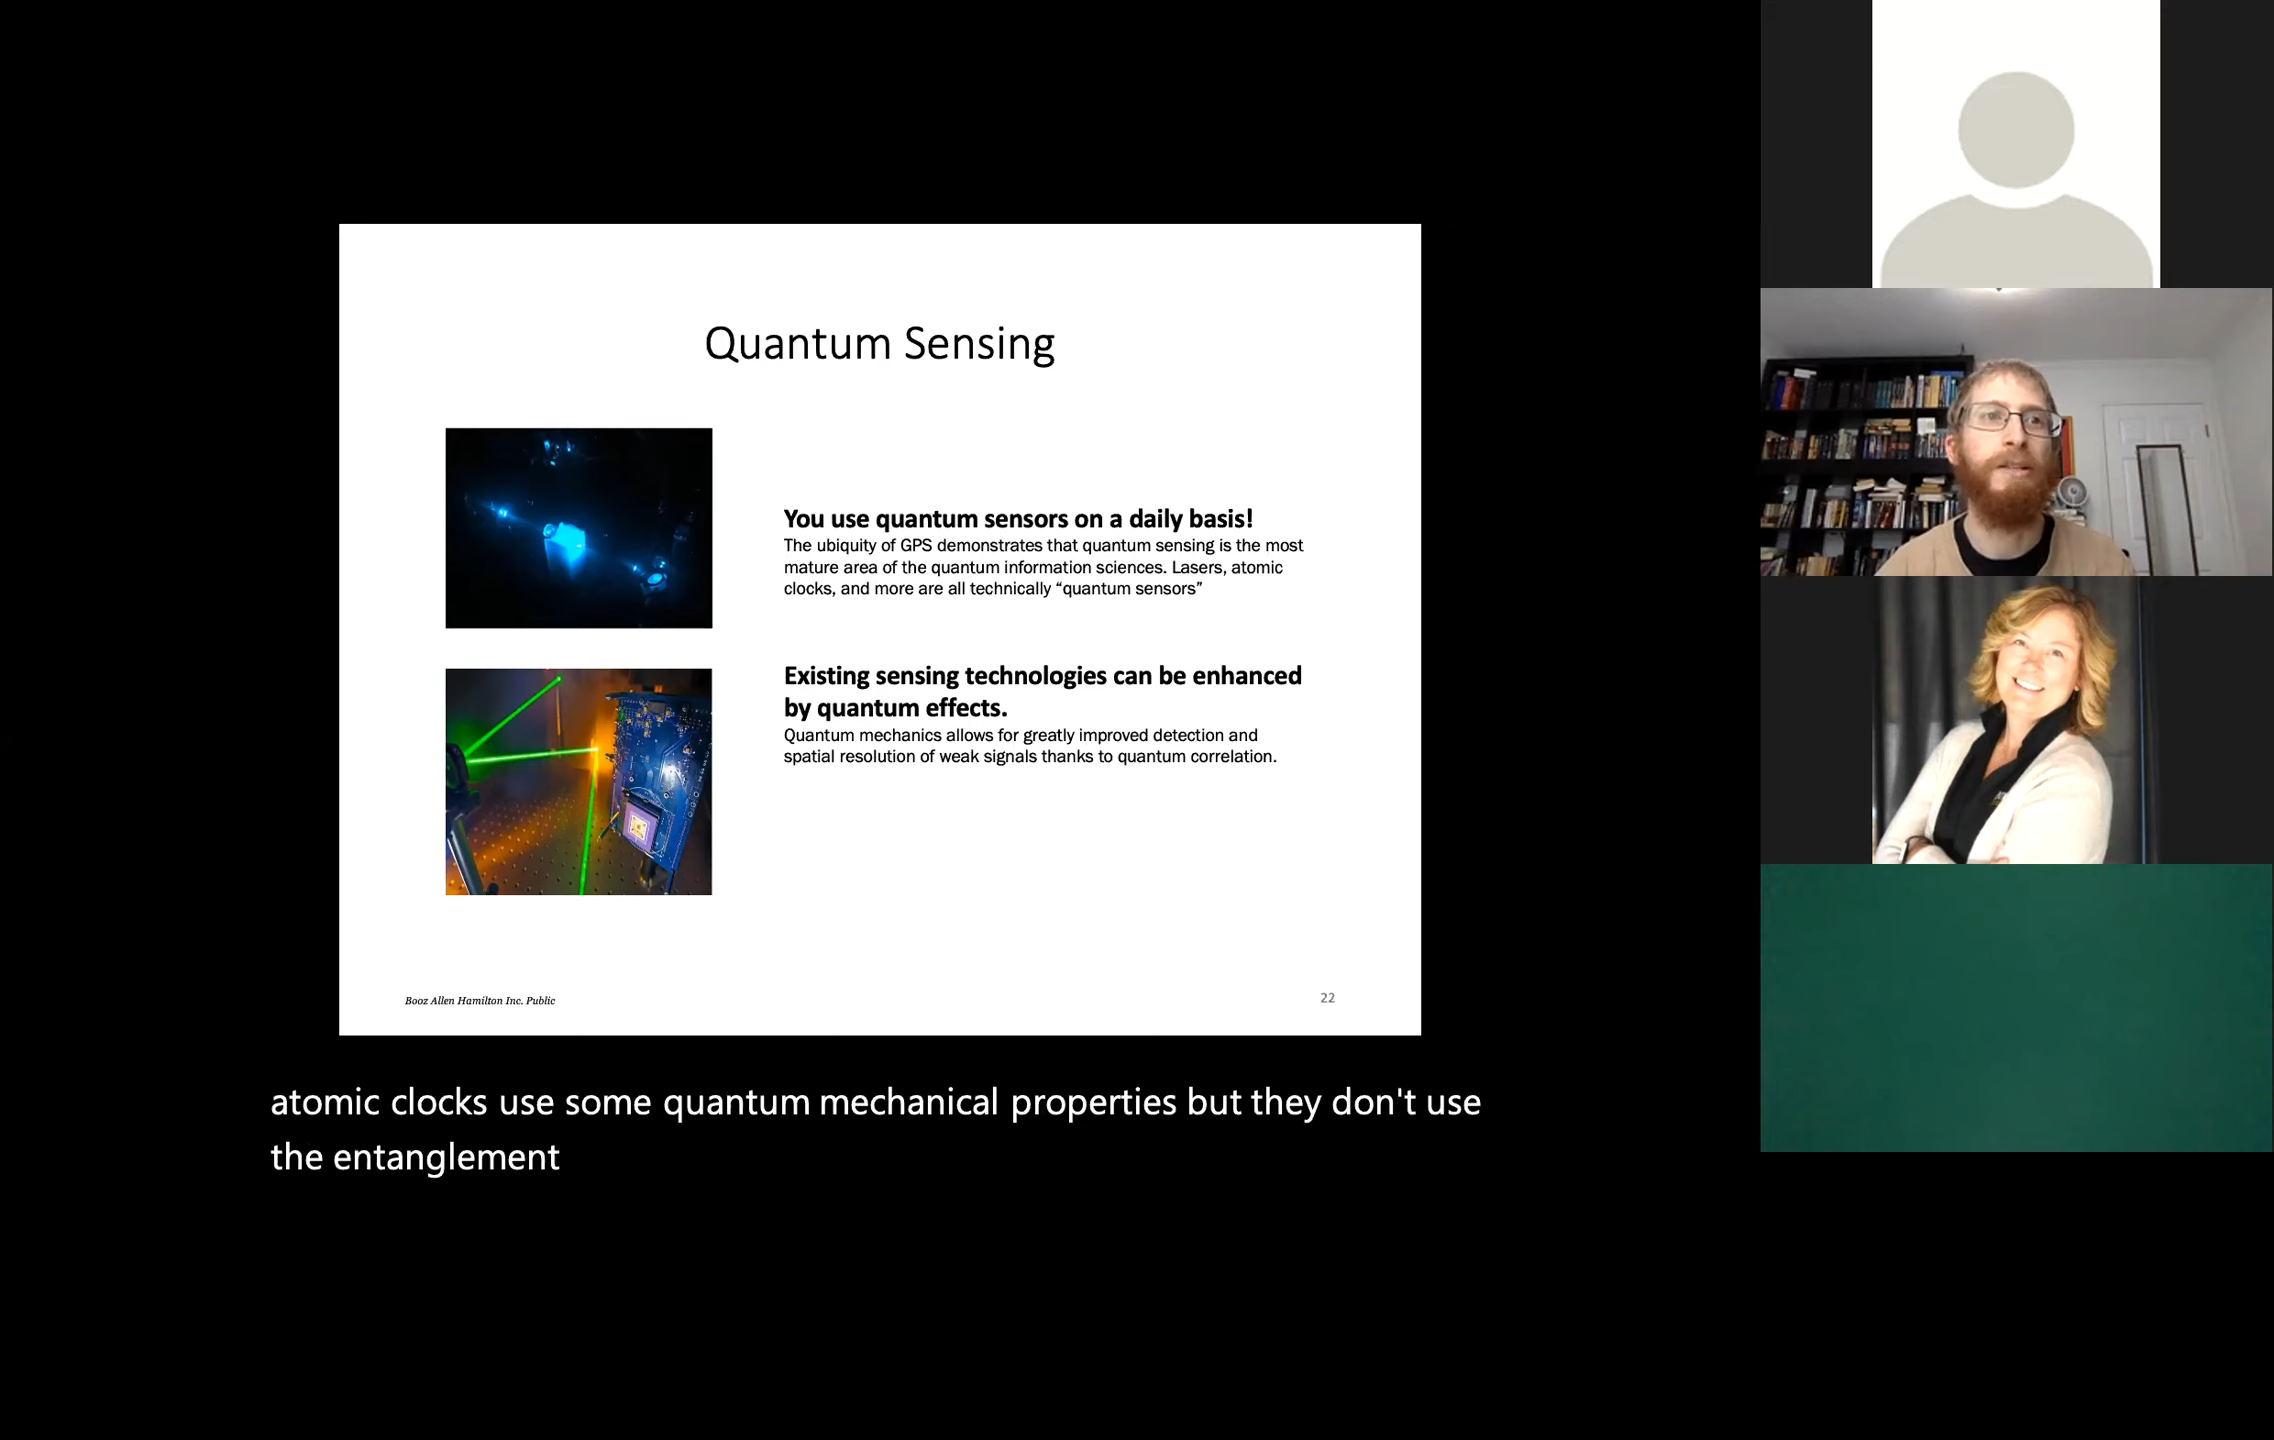 Quantum Sensing
You use quantum sensors on a daily basis!
The ubiquity of GPS demonstrates that quantum sensing is the most
mature area of the quantum information sciences. Lasers, atomic
clocks, and more are all technically “quantum sensors”
Existing sensing technologies can be enhanced
by quantum effects.
Quantum mechanics allows for greatly improved detection and
spatial resolution of weak signals thanks to quantum correlation.
Booz Allen Hamilton Inc. Public
22
atomic clocks use some quantum mechanical properties but they don't use
the entanglement